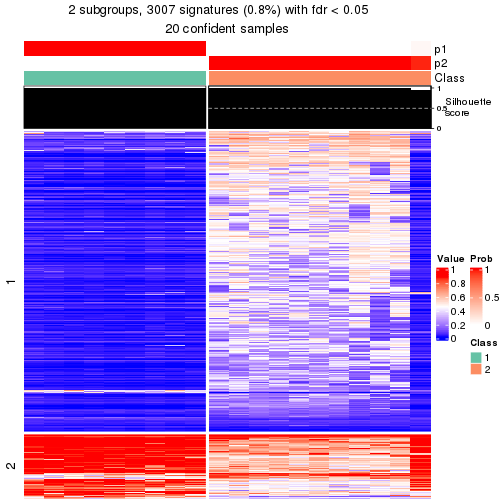 2 subgroups, 3007 signatures (0.8%) with fdr < 0.05
20 confident samples
p1
p2
Class
1
0.5
0
Silhouette
score
1
2
Value
1
0.8
0.6
0.4
0.2
0
Prob
1
0.5
0
Class
1
2